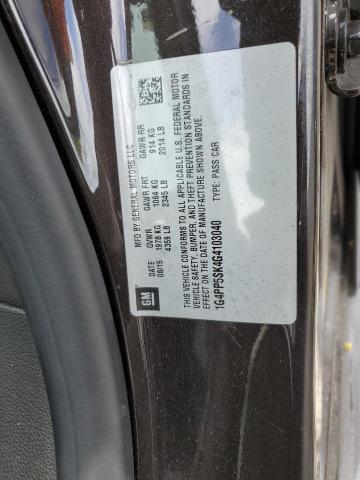 GM
MFD BY GENERAL MOTORS LLC
DATE GVWR GAWR FRT GAWR RR
08/15 1978 KG 1064 KG 914 KG
4359 LB 2345 LB 2014 LB
THIS VEHICLE CONFORMS TO ALL APPLICABLE U.S. FEDERAL MOTOR
VEHICLE SAFETY, BUMPER, AND THEFT PREVENTION STANDARDS IN
EFFECT ON THE DATE OF MANUFACTURE SHOWN ABOVE.
1G4PP5SK4G4103040 TYPE: PASS CAR